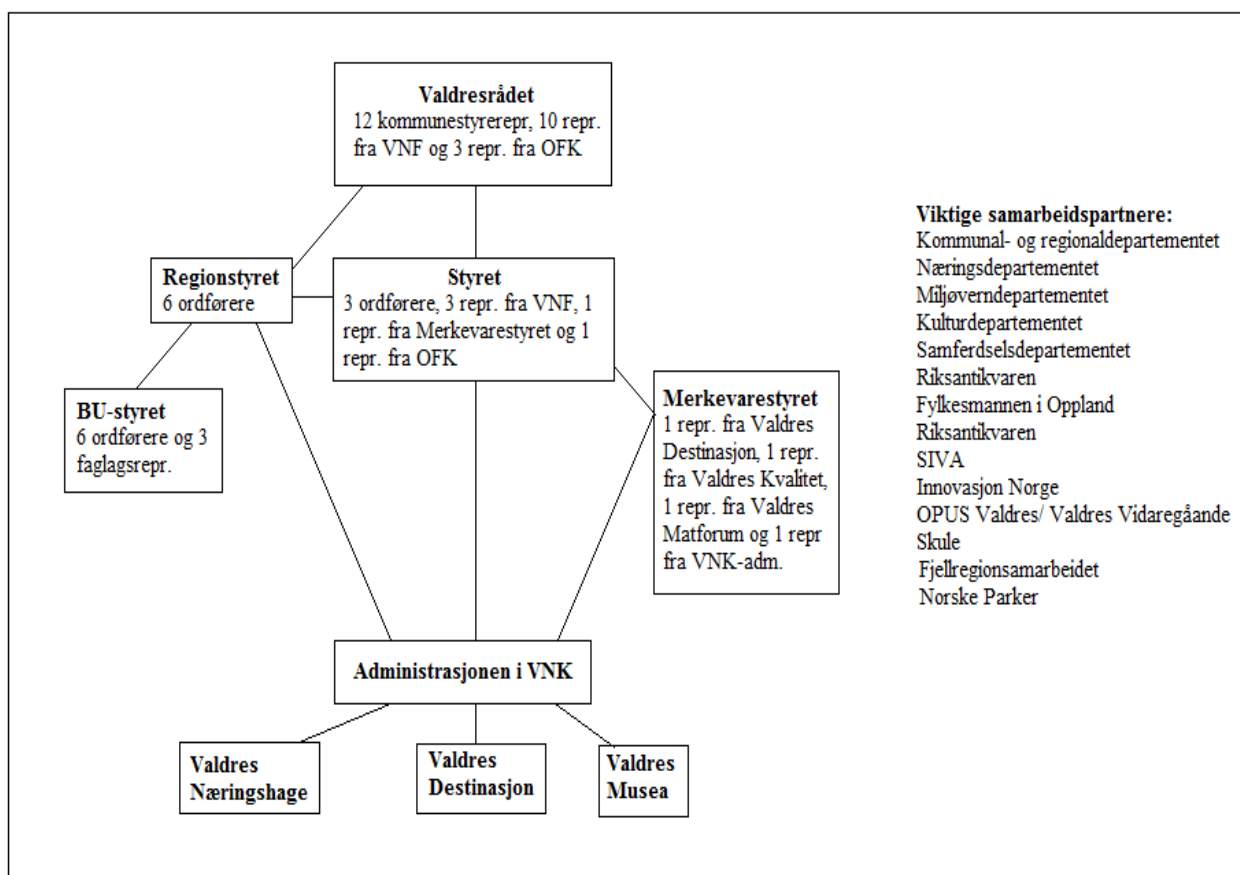 Valdresrådet
12 kommunestyrerepr, 10 repr.
fra VNF og 3 repr. fra OFK
Regionstyret
6 ordførere
Styret
3 ordførere, 3 repr. fra VNF, 1
repr. fra Merkevarestyret og 1
repr. fra OFK
BU-styret
6 ordførere og 3
faglagsrepr.
Merkevarestyret
1 repr. fra Valdres
Destinasjon, 1 repr.
fra Valdres Kvalitet,
1 repr. fra Valdres
Matforum og 1 repr
fra VNK-adm.
Administrasjonen i VNK
Valdres
Næringshage
Valdres
Destinasjon
Valdres
Musea
Viktige samarbeidspartnere:
Kommunal- og regionaldepartementet
Næringsdepartementet
Miljøverndepartementet
Kulturdepartementet
Samferdselsdepartementet
Riksantikvaren
Fylkesmannen i Oppland
Riksantikvaren
SIVA
Innovasjon Norge
OPUS Valdres/ Valdres Vidaregåande
Skule
Fjellregionsamarbeidet
Norske Parker